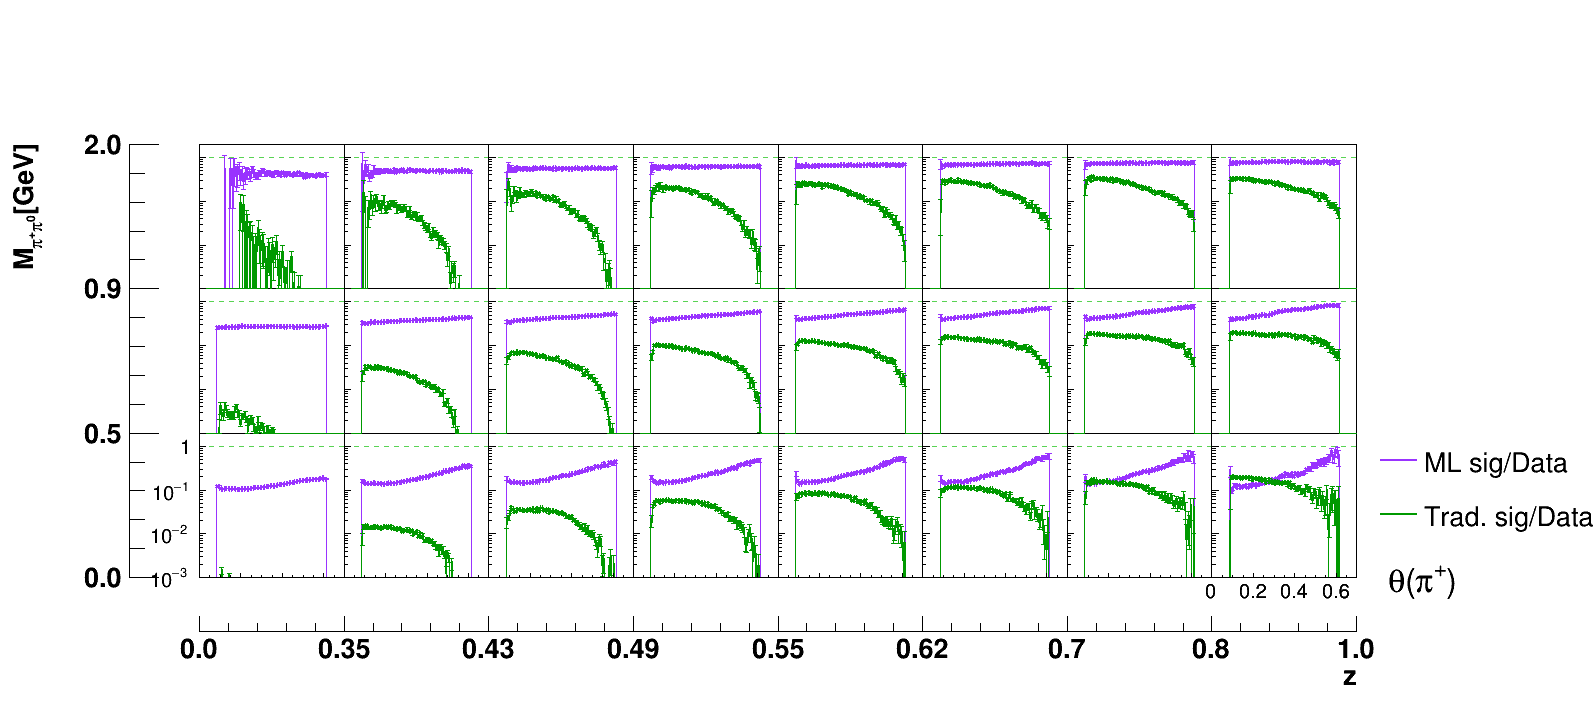 M_{π⁺π⁰}[GeV]
2.0
0.9
0.5
0.0
1
10⁻¹
10⁻²
10⁻³
ML sig/Data
Trad. sig/Data
θ(π⁺)
0 0.2 0.4 0.6
0.0 0.35 0.43 0.49 0.55 0.62 0.7 0.8 1.0
z